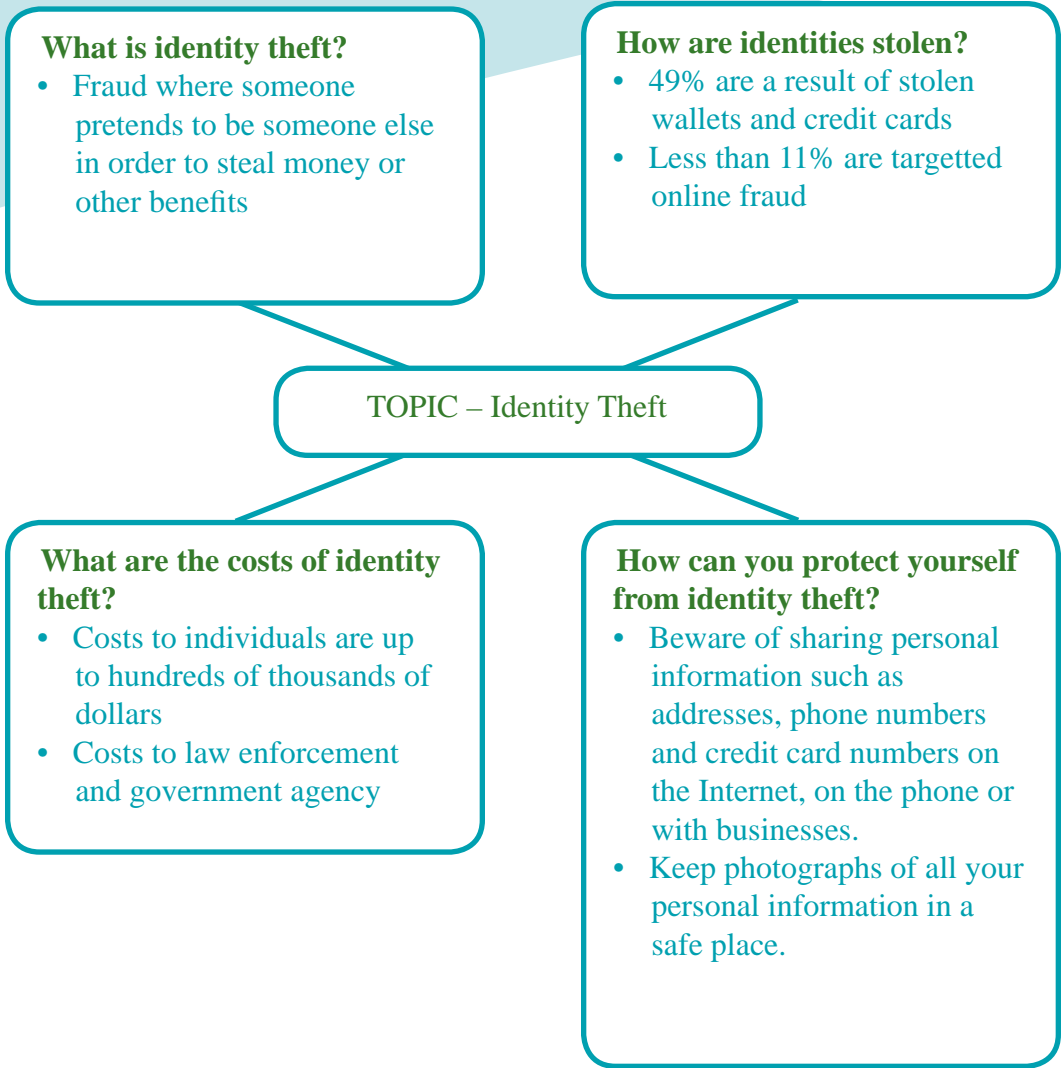 What is identity theft?
• Fraud where someone
pretends to be someone else
in order to steal money or
other benefits
How are identities stolen?
• 49% are a result of stolen
wallets and credit cards
• Less than 11% are targetted
online fraud
TOPIC – Identity Theft
What are the costs of identity
theft?
• Costs to individuals are up
to hundreds of thousands of
dollars
• Costs to law enforcement
and government agency
How can you protect yourself
from identity theft?
• Beware of sharing personal
information such as
addresses, phone numbers
and credit card numbers on
the Internet, on the phone or
with businesses.
• Keep photographs of all your
personal information in a
safe place.